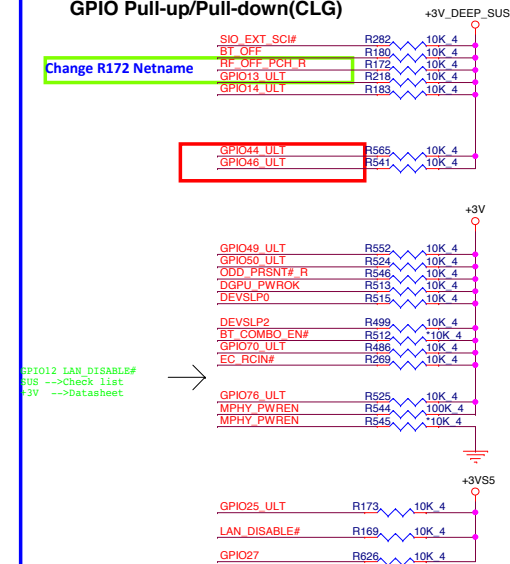 GPIO Pull-up/Pull-down(CLG)
+3V_DEEP_SUS
SIO_EXT_SCI# R282 10K_4
BT_OFF R180 10K_4
RF_OFF_PCH_R R172 10K_4
Change R172 Netname
GPIO13_ULT R218 10K_4
GPIO14_ULT R183 10K_4
GPIO44_ULT R565 10K_4
GPIO46_ULT R541 10K_4
+3V
GPIO49_ULT R552 10K_4
GPIO50_ULT R524 10K_4
ODD_PRSNT#_R R546 10K_4
DGPU_PWROK R513 10K_4
DEVSLP0 R515 10K_4
DEVSLP2 R499 10K_4
BT_COMBO_EN# R512 *10K_4
GPIO70_ULT R486 10K_4
EC_RCIN# R269 10K_4
GPIO12 LAN_DISABLE#
SUS -->Check list
+3V -->Datasheet
GPIO76_ULT R525 10K_4
MPHY_PWREN R544 100K_4
MPHY_PWREN R545 *10K_4
+3VS5
GPIO25_ULT R173 10K_4
LAN_DISABLE# R169 10K_4
GPIO27 R626 10K_4